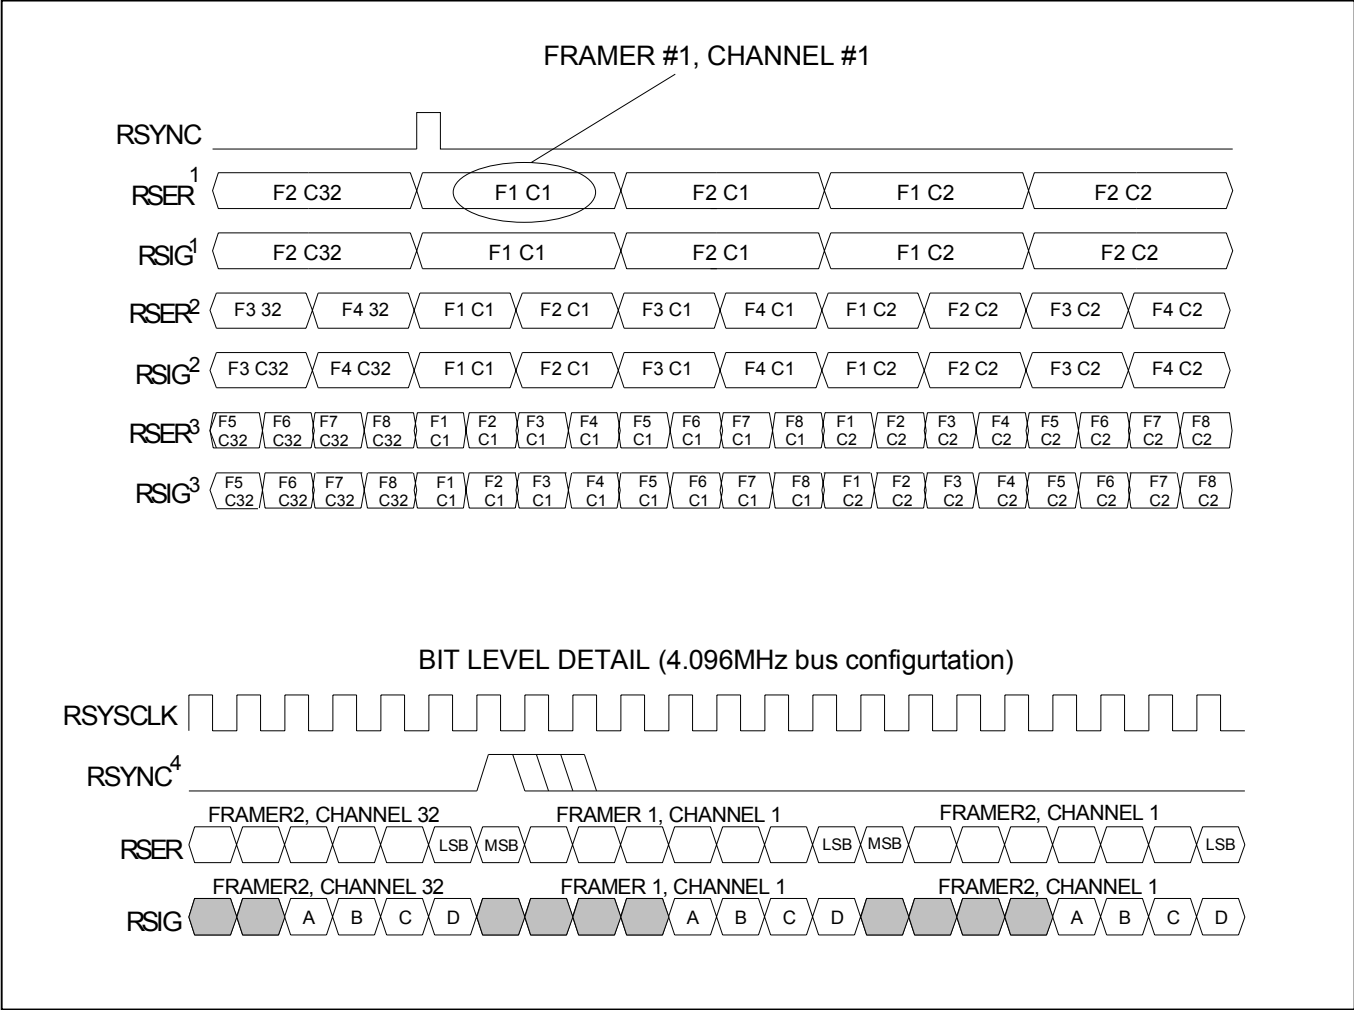 FRAMER #1, CHANNEL #1
RSYNC
RSER1 F2 C32 F1 C1 F2 C1 F1 C2 F2 C2
RSIG1 F2 C32 F1 C1 F2 C1 F1 C2 F2 C2
RSER2 F3 32 F4 32 F1 C1 F2 C1 F3 C1 F4 C1 F1 C2 F2 C2 F3 C2 F4 C2
RSIG2 F3 C32 F4 C32 F1 C1 F2 C1 F3 C1 F4 C1 F1 C2 F2 C2 F3 C2 F4 C2
F5 F6 F7 F8 F1 F2 F3 F4 F5 F6 F7 F8 F1 F2 F3 F4 F5 F6 F7 F8
RSER3 C32 C32 C32 C32 C1 C1 C1 C1 C1 C1 C1 C1 C2 C2 C2 C2 C2 C2 C2 C2
F5 F6 F7 F8 F1 F2 F3 F4 F5 F6 F7 F8 F1 F2 F3 F4 F5 F6 F7 F8
RSIG3 C32 C32 C32 C32 C1 C1 C1 C1 C1 C1 C1 C1 C2 C2 C2 C2 C2 C2 C2 C2
BIT LEVEL DETAIL (4.096MHz bus configurtation)
RSYSCLK
RSYNC4
FRAMER2, CHANNEL 32 FRAMER 1, CHANNEL 1 FRAMER2, CHANNEL 1
RSER LSB MSB LSB MSB LSB
FRAMER2, CHANNEL 32 FRAMER 1, CHANNEL 1 FRAMER2, CHANNEL 1
RSIG A B C D A B C D A B C D